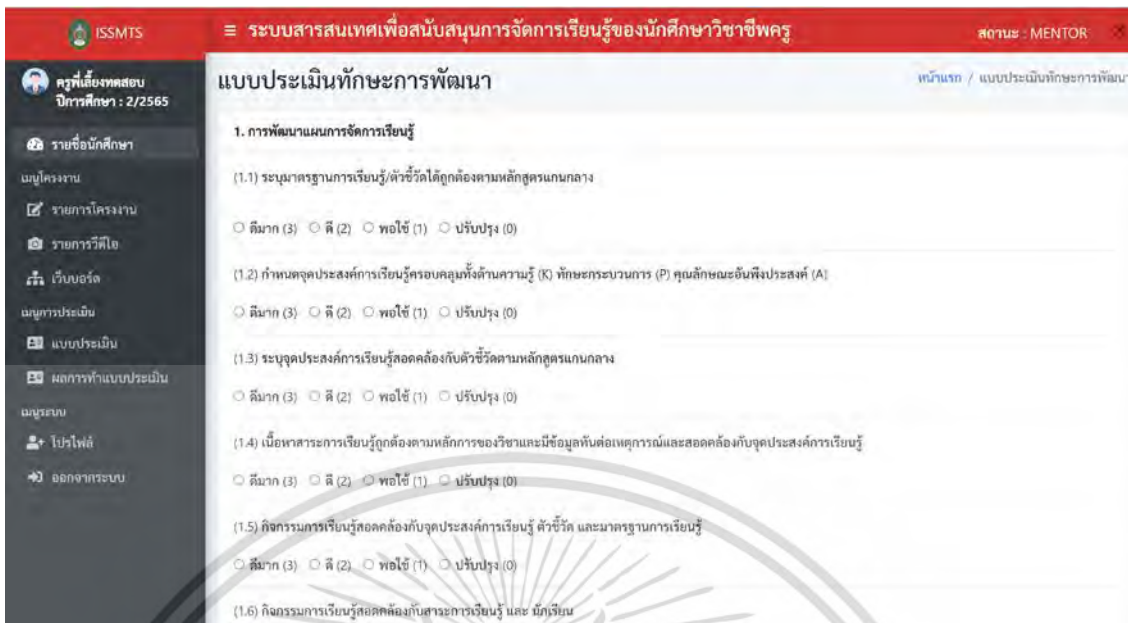 ISSMTS
≡ ระบบสารสนเทศเพื่อสนับสนุนการจัดการเรียนรู้ของนักศึกษาวิชาชีพครู
สถานะ : MENTOR
ครูพี่เลี้ยงทดสอบ
ปีการศึกษา : 2/2565
รายชื่อนักศึกษา
เมนูโครงงาน
รายการโครงงาน
รายการวีดีโอ
เว็บบอร์ด
เมนูการประเมิน
แบบประเมิน
ผลการทำแบบประเมิน
เมนูระบบ
โปรไฟล์
ออกจากระบบ
แบบประเมินทักษะการพัฒนา
หน้าแรก / แบบประเมินทักษะการพัฒนา
1. การพัฒนาแผนการจัดการเรียนรู้
(1.1) ระบุมาตรฐานการเรียนรู้/ตัวชี้วัดได้ถูกต้องตามหลักสูตรแกนกลาง
ดีมาก (3) ดี (2) พอใช้ (1) ปรับปรุง (0)
(1.2) กำหนดจุดประสงค์การเรียนรู้ครอบคลุมทั้งด้านความรู้ (K) ทักษะกระบวนการ (P) คุณลักษณะอันพึงประสงค์ (A)
ดีมาก (3) ดี (2) พอใช้ (1) ปรับปรุง (0)
(1.3) ระบุจุดประสงค์การเรียนรู้สอดคล้องกับตัวชี้วัดตามหลักสูตรแกนกลาง
ดีมาก (3) ดี (2) พอใช้ (1) ปรับปรุง (0)
(1.4) เนื้อหาสาระการเรียนรู้ถูกต้องตามหลักการของวิชาและมีข้อมูลทันต่อเหตุการณ์และสอดคล้องกับจุดประสงค์การเรียนรู้
ดีมาก (3) ดี (2) พอใช้ (1) ปรับปรุง (0)
(1.5) กิจกรรมการเรียนรู้สอดคล้องกับจุดประสงค์การเรียนรู้ ตัวชี้วัด และมาตรฐานการเรียนรู้
ดีมาก (3) ดี (2) พอใช้ (1) ปรับปรุง (0)
(1.6) กิจกรรมการเรียนรู้สอดคล้องกับสาระการเรียนรู้ และ นักเรียน